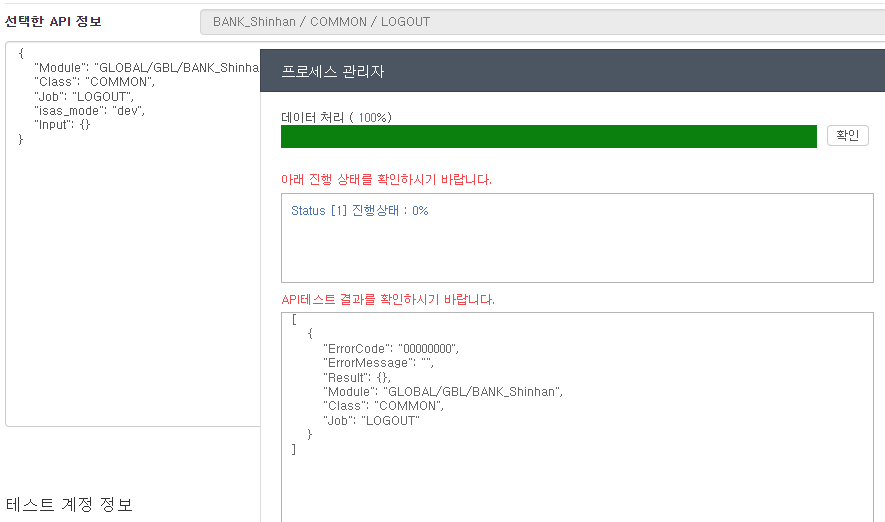 선택한 API 정보
BANK_Shinhan / COMMON / LOGOUT
{
"Module": "GLOBAL/GBL/BANK_Shinha
"Class": "COMMON",
"Job": "LOGOUT",
"isas_mode": "dev",
"Input": {}
}
프로세스 관리자
데이터 처리 ( 100%)
확인
아래 진행 상태를 확인하시기 바랍니다.
Status [1] 진행상태 : 0%
API테스트 결과를 확인하시기 바랍니다.
[
{
"ErrorCode": "00000000",
"ErrorMessage": "",
"Result": {},
"Module": "GLOBAL/GBL/BANK_Shinhan",
"Class": "COMMON",
"Job": "LOGOUT"
}
]
테스트 계정 정보